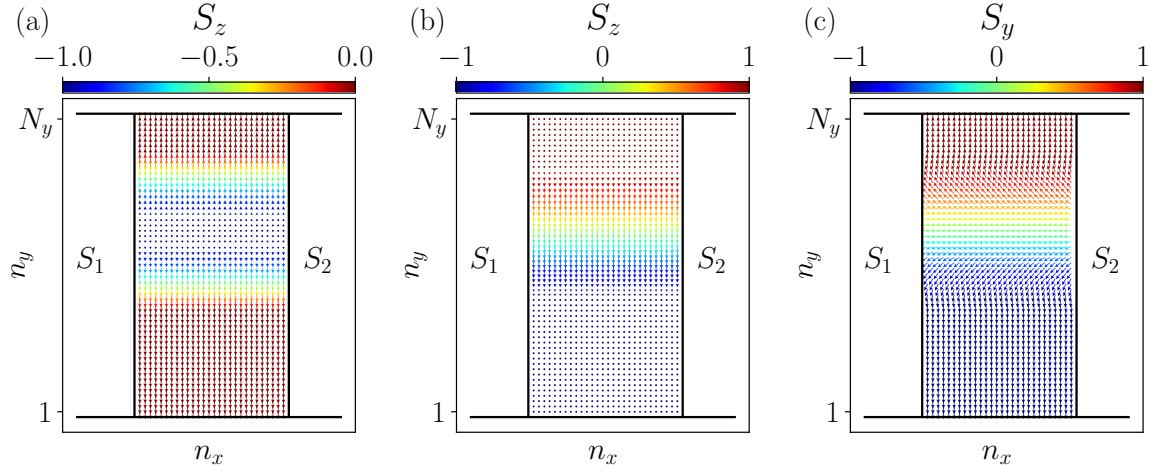 (a) S_z
−1.0 −0.5 0.0
N_y
n_y
S_1 S_2
1
n_x
(b) S_z
−1 0 1
N_y
n_y
S_1 S_2
1
n_x
(c) S_y
−1 0 1
N_y
n_y
S_1 S_2
1
n_x